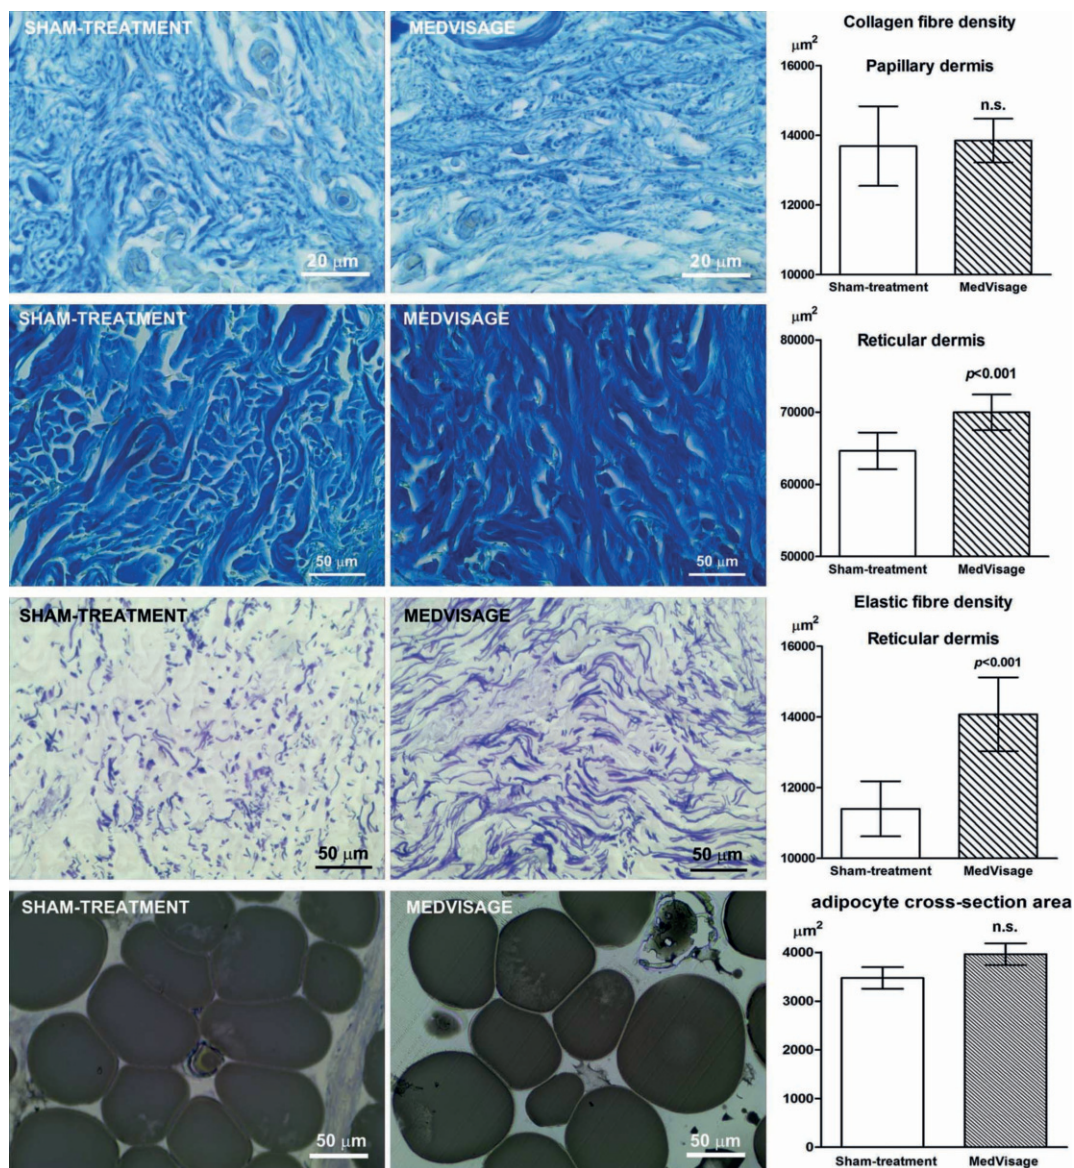 SHAM-TREATMENT
MEDVISAGE
20 μm
20 μm
Collagen fibre density
μm²
Papillary dermis
n.s.
16000
14000
12000
10000
Sham-treatment
MedVisage
SHAM-TREATMENT
MEDVISAGE
50 μm
50 μm
μm²
Reticular dermis
p<0.001
80000
70000
60000
50000
Sham-treatment
MedVisage
SHAM-TREATMENT
MEDVISAGE
50 μm
50 μm
Elastic fibre density
μm²
Reticular dermis
p<0.001
16000
14000
12000
10000
Sham-treatment
MedVisage
SHAM-TREATMENT
MEDVISAGE
50 μm
50 μm
adipocyte cross-section area
μm²
n.s.
4000
3000
2000
1000
0
Sham-treatment
MedVisage